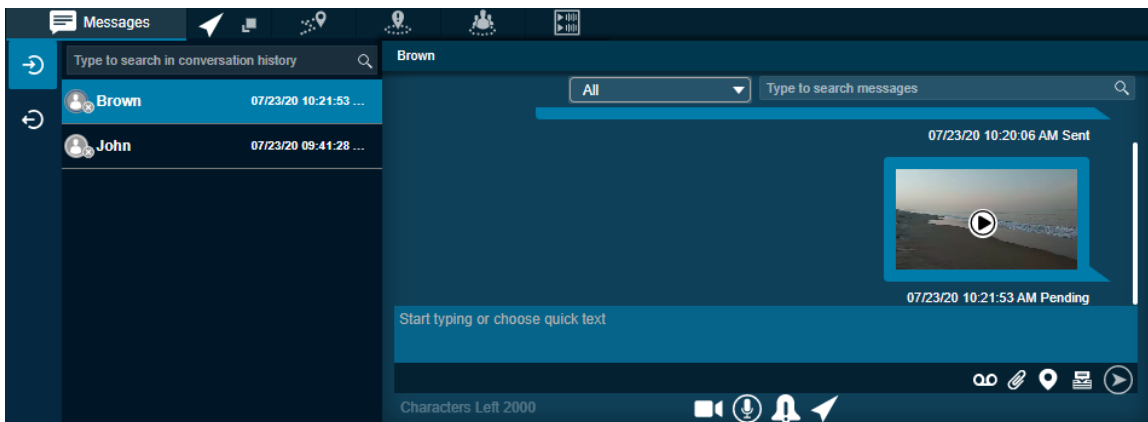 Messages
Type to search in conversation history
Brown 07/23/20 10:21:53 ...
John 07/23/20 09:41:28 ...
Brown
All
Type to search messages
07/23/20 10:20:06 AM Sent
07/23/20 10:21:53 AM Pending
Start typing or choose quick text
Characters Left 2000